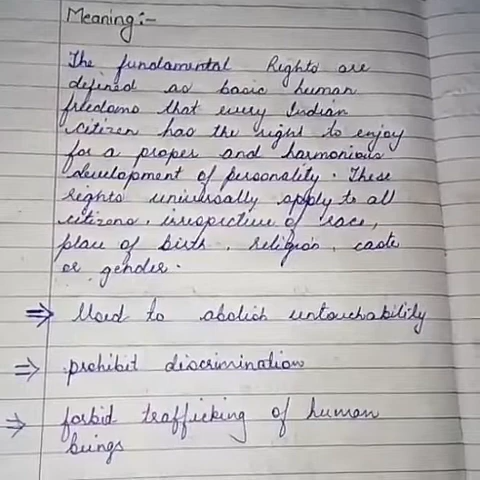 Meaning:-
The fundamental Rights are
defined as basic human
freedoms that every Indian
citizen has the right to enjoy
for a proper and harmonious
development of personality. These
rights universally apply to all
citizens, irrespective of race,
place of birth, religion, caste
or gender.
⇒ Used to abolish untouchability
⇒ prohibit discrimination
⇒ forbid trafficking of human
beings